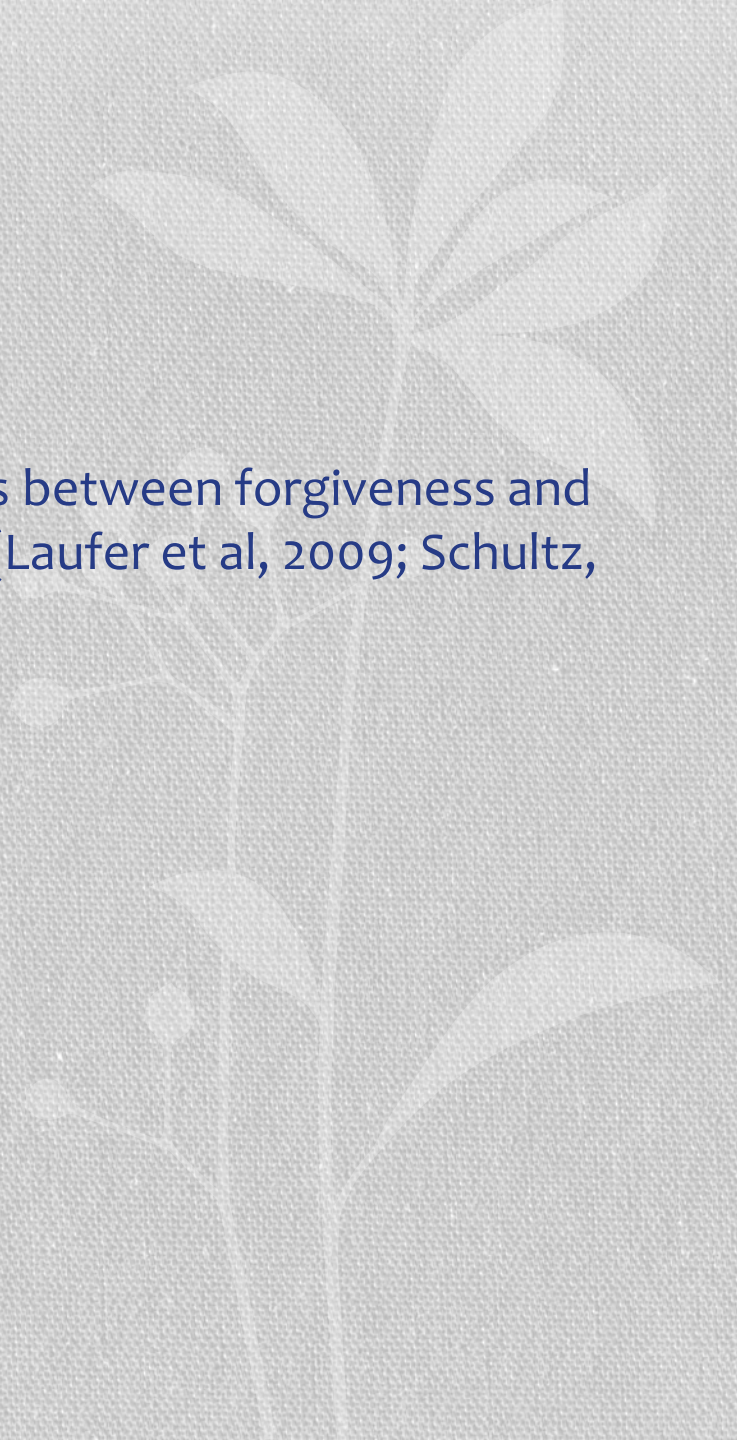 s between forgiveness and
(Laufer et al, 2009; Schultz,